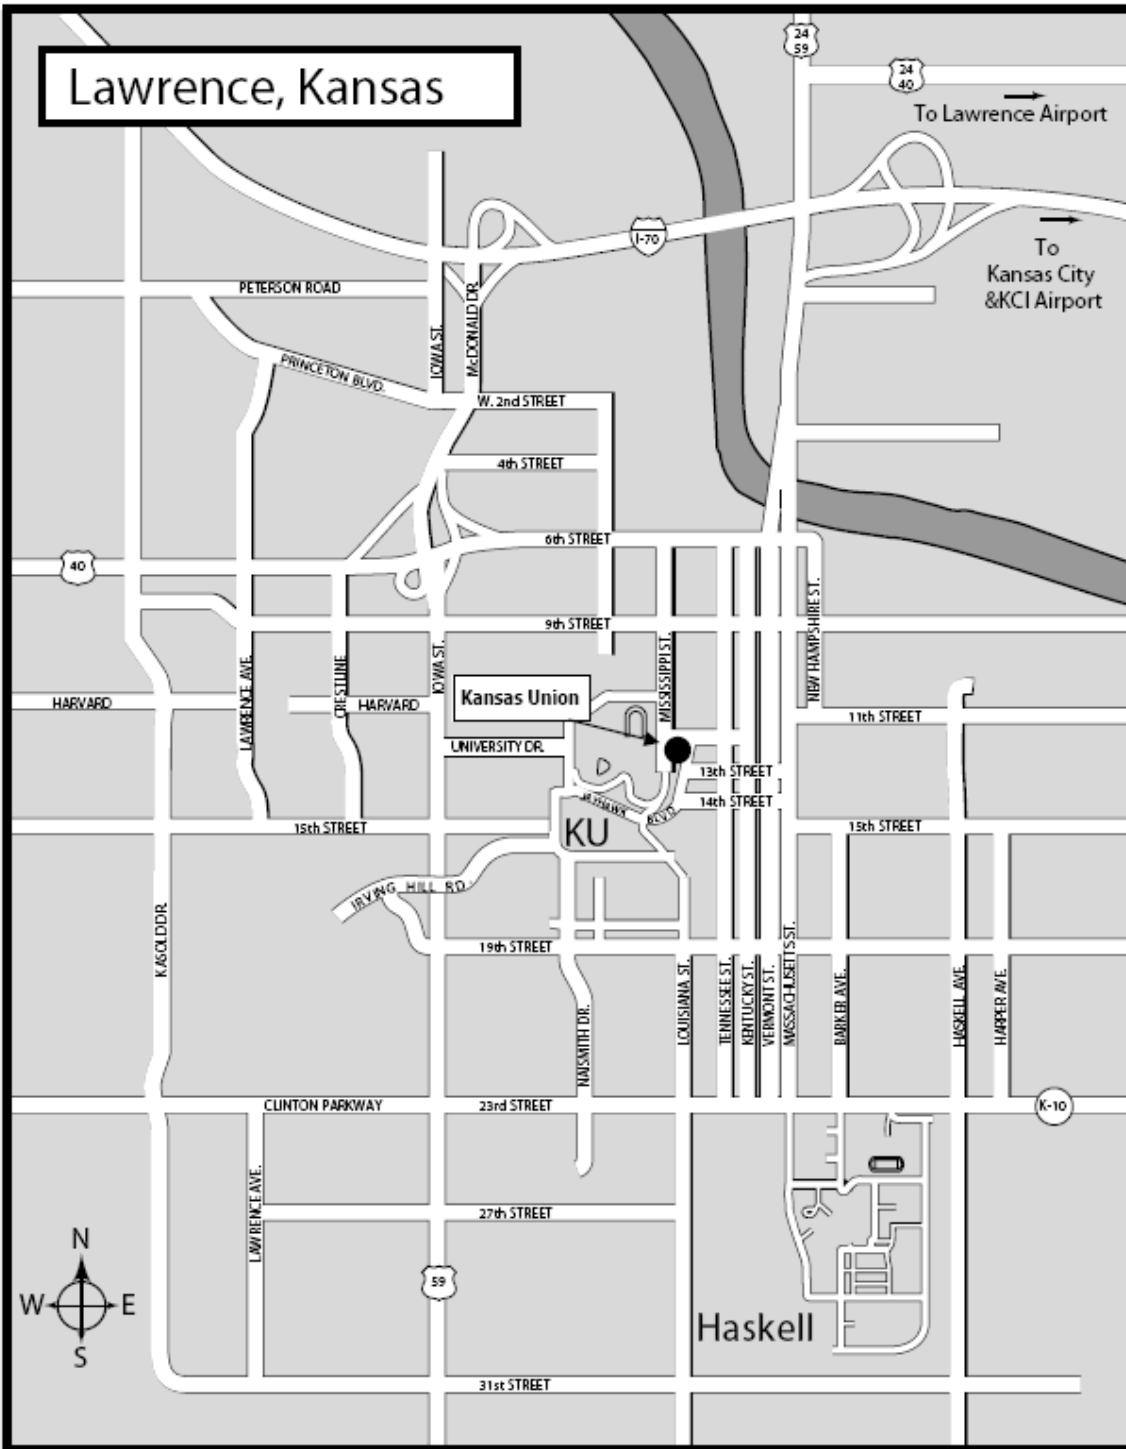 Lawrence, Kansas
24
59
24
40
To Lawrence Airport
I-70
To
Kansas City
&KCI Airport
PETERSON ROAD
IOWA ST.
McDONALD DR.
PRINCETON BLVD.
W. 2nd STREET
4th STREET
6th STREET
40
NEW HAMPSHIRE ST.
9th STREET
MISSISSIPPI ST.
IOWA ST.
LAWRENCE AVE.
CRESTLINE
Kansas Union
HARVARD
HARVARD
11th STREET
UNIVERSITY DR.
13th STREET
14th STREET
JAYHAWK BLVD.
15th STREET
KU
15th STREET
IRVING HILL RD.
KASOLD DR.
19th STREET
NAISMITH DR.
LOUISIANA ST.
TENNESSEE ST.
KENTUCKY ST.
VERMONT ST.
MASSACHUSETTS ST.
BARKER AVE.
HASKELL AVE.
HARPER AVE.
CLINTON PARKWAY
23rd STREET
K-10
LAWRENCE AVE.
27th STREET
N
W E
S
59
Haskell
31st STREET